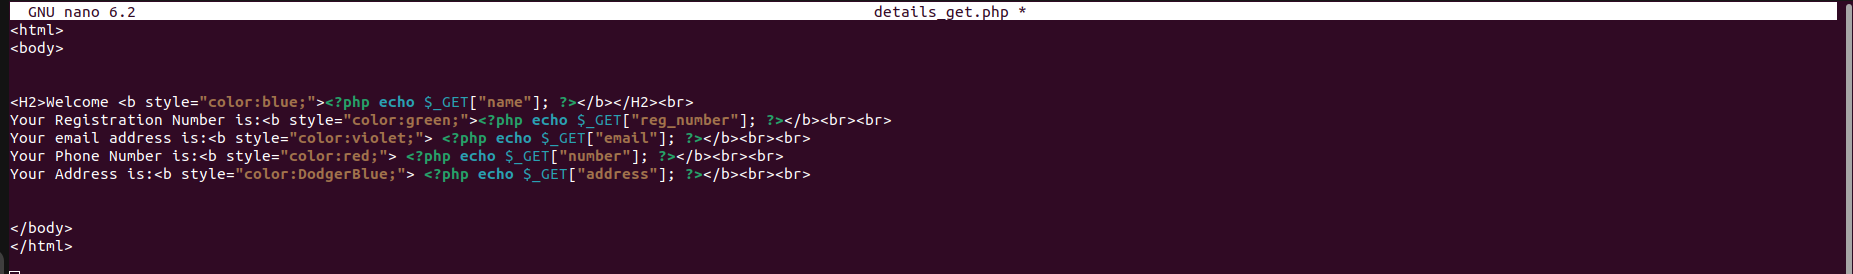 GNU nano 6.2 details_get.php *
<html>
<body>
<H2>Welcome <b style="color:blue;"><?php echo $_GET["name"]; ?></b></H2><br>
Your Registration Number is:<b style="color:green;"><?php echo $_GET["reg_number"]; ?></b><br><br>
Your email address is:<b style="color:violet;"> <?php echo $_GET["email"]; ?></b><br><br>
Your Phone Number is:<b style="color:red;"> <?php echo $_GET["number"]; ?></b><br><br>
Your Address is:<b style="color:DodgerBlue;"> <?php echo $_GET["address"]; ?></b><br><br>
</body>
</html>